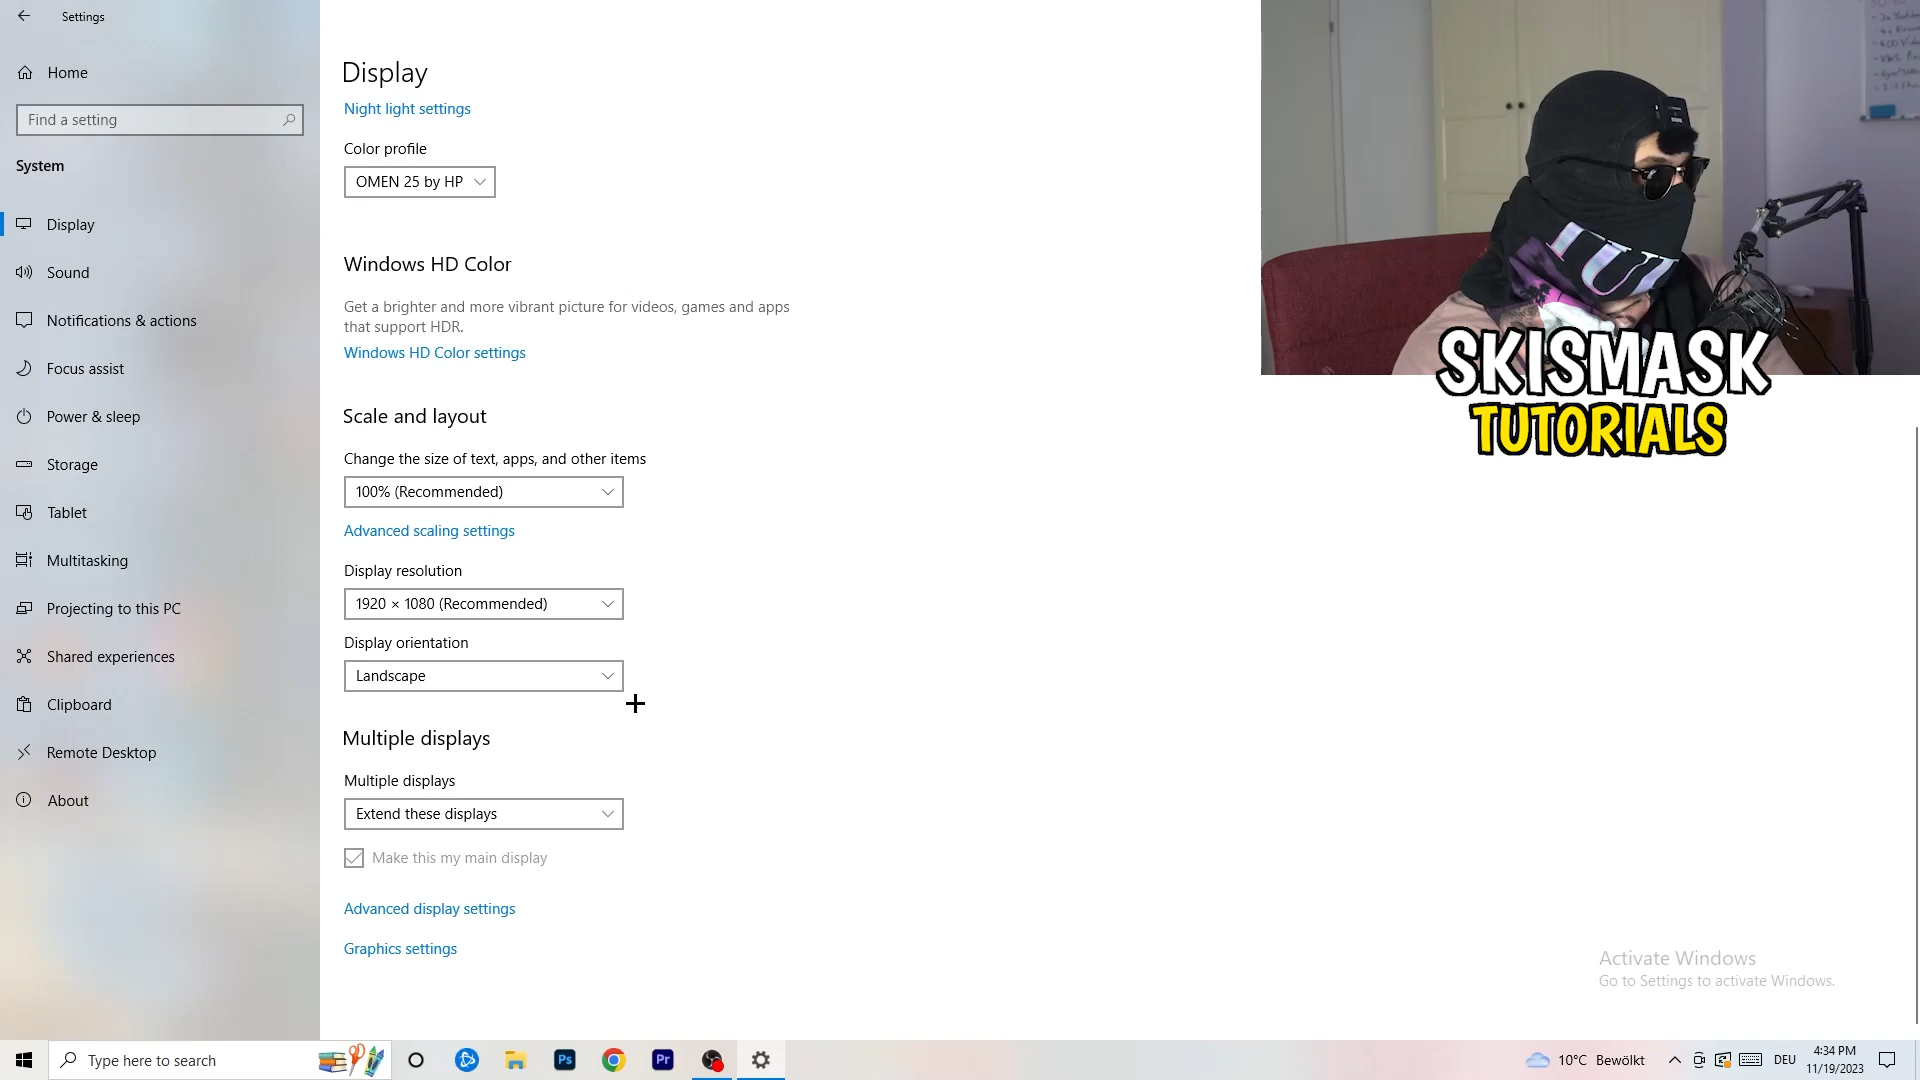 Settings
Home
Find a setting
System
Display
Sound
Notifications & actions
Focus assist
Power & sleep
Storage
Tablet
Multitasking
Projecting to this PC
Shared experiences
Clipboard
Remote Desktop
About
Display
Night light settings
Color profile
OMEN 25 by HP
Windows HD Color
Get a brighter and more vibrant picture for videos, games and apps
that support HDR.
Windows HD Color settings
Scale and layout
Change the size of text, apps, and other items
100% (Recommended)
Advanced scaling settings
Display resolution
1920 × 1080 (Recommended)
Display orientation
Landscape
Multiple displays
Multiple displays
Extend these displays
Make this my main display
Advanced display settings
Graphics settings
SKISMASK
TUTORIALS
Activate Windows
Go to Settings to activate Windows.
Type here to search
Ps
Pr
10°C Bewölkt
DEU
4:34 PM
11/19/2023